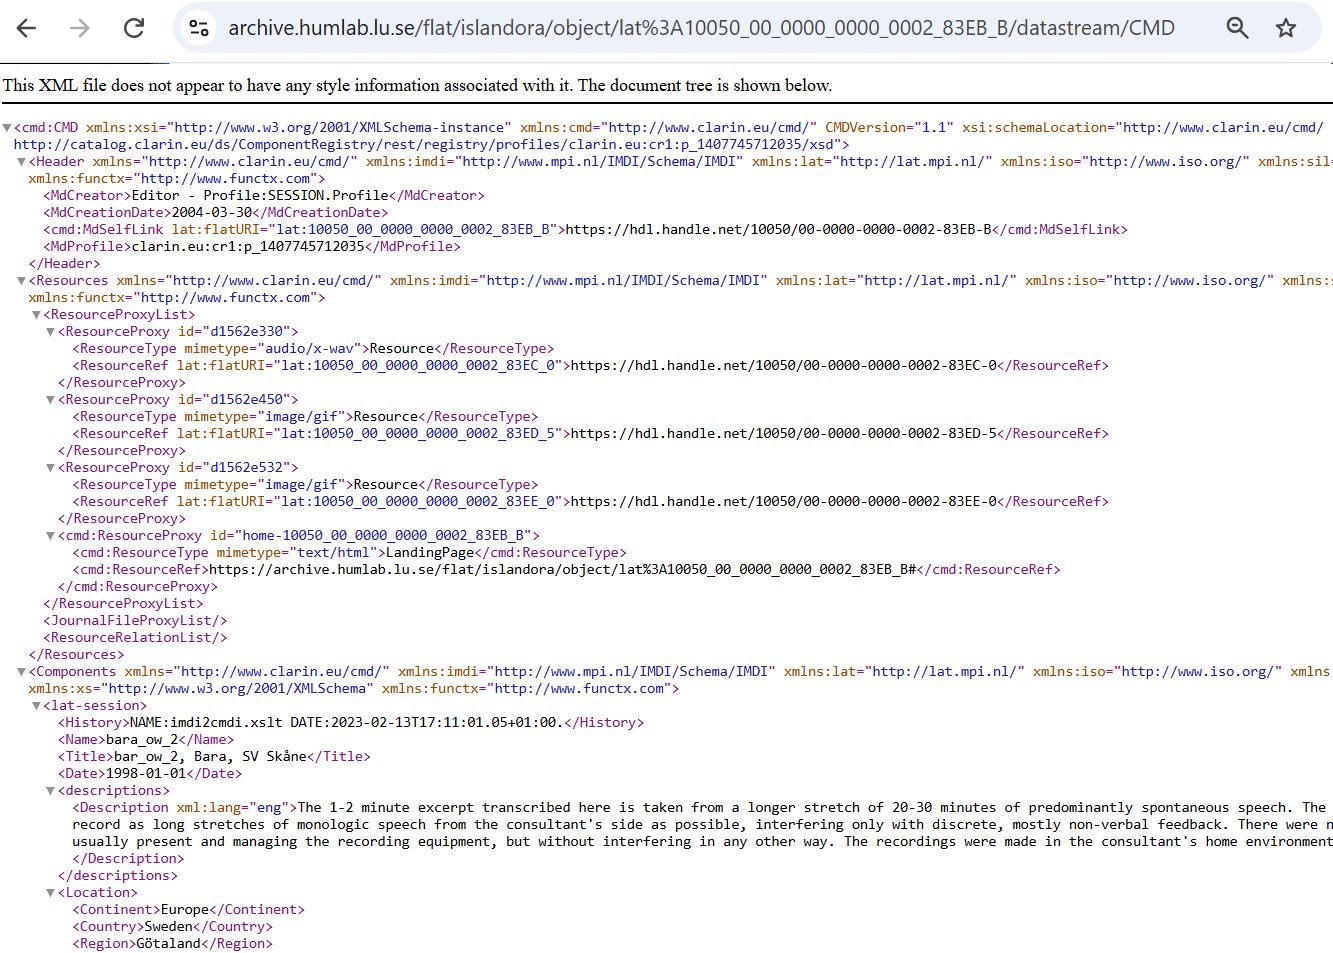 archive.humlab.lu.se/flat/islandora/object/lat%3A10050_00_0000_0000_0002_83EB_B/datastream/CMD
This XML file does not appear to have any style information associated with it. The document tree is shown below.
<cmd:CMD xmlns:xsi="http://www.w3.org/2001/XMLSchema-instance" xmlns:cmd="http://www.clarin.eu/cmd/" CMDVersion="1.1" xsi:schemaLocation="http://www.clarin.eu/cmd/
http://catalog.clarin.eu/ds/ComponentRegistry/rest/registry/profiles/clarin.eu:cr1:p_1407745712035/xsd">
<Header xmlns="http://www.clarin.eu/cmd/" xmlns:imdi="http://www.mpi.nl/IMDI/Schema/IMDI" xmlns:lat="http://lat.mpi.nl/" xmlns:iso="http://www.iso.org/" xmlns:sil=
xmlns:functx="http://www.functx.com">
<MdCreator>Editor - Profile:SESSION.Profile</MdCreator>
<MdCreationDate>2004-03-30</MdCreationDate>
<cmd:MdSelfLink lat:flatURI="lat:10050_00_0000_0000_0002_83EB_B">https://hdl.handle.net/10050/00-0000-0000-0002-83EB-B</cmd:MdSelfLink>
<MdProfile>clarin.eu:cr1:p_1407745712035</MdProfile>
</Header>
<Resources xmlns="http://www.clarin.eu/cmd/" xmlns:imdi="http://www.mpi.nl/IMDI/Schema/IMDI" xmlns:lat="http://lat.mpi.nl/" xmlns:iso="http://www.iso.org/" xmlns:s
xmlns:functx="http://www.functx.com">
<ResourceProxyList>
<ResourceProxy id="d1562e330">
<ResourceType mimetype="audio/x-wav">Resource</ResourceType>
<ResourceRef lat:flatURI="lat:10050_00_0000_0000_0002_83EC_0">https://hdl.handle.net/10050/00-0000-0000-0002-83EC-0</ResourceRef>
</ResourceProxy>
<ResourceProxy id="d1562e450">
<ResourceType mimetype="image/gif">Resource</ResourceType>
<ResourceRef lat:flatURI="lat:10050_00_0000_0000_0002_83ED_5">https://hdl.handle.net/10050/00-0000-0000-0002-83ED-5</ResourceRef>
</ResourceProxy>
<ResourceProxy id="d1562e532">
<ResourceType mimetype="image/gif">Resource</ResourceType>
<ResourceRef lat:flatURI="lat:10050_00_0000_0000_0002_83EE_0">https://hdl.handle.net/10050/00-0000-0000-0002-83EE-0</ResourceRef>
</ResourceProxy>
<cmd:ResourceProxy id="home-10050_00_0000_0000_0002_83EB_B">
<cmd:ResourceType mimetype="text/html">LandingPage</cmd:ResourceType>
<cmd:ResourceRef>https://archive.humlab.lu.se/flat/islandora/object/lat%3A10050_00_0000_0000_0002_83EB_B#</cmd:ResourceRef>
</cmd:ResourceProxy>
</ResourceProxyList>
<JournalFileProxyList/>
<ResourceRelationList/>
</Resources>
<Components xmlns="http://www.clarin.eu/cmd/" xmlns:imdi="http://www.mpi.nl/IMDI/Schema/IMDI" xmlns:lat="http://lat.mpi.nl/" xmlns:iso="http://www.iso.org/" xmlns
xmlns:xs="http://www.w3.org/2001/XMLSchema" xmlns:functx="http://www.functx.com">
<lat-session>
<History>NAME:imdi2cmdi.xslt DATE:2023-02-13T17:11:01.05+01:00.</History>
<Name>bara_ow_2</Name>
<Title>bar_ow_2, Bara, SV Skåne</Title>
<Date>1998-01-01</Date>
<descriptions>
<Description xml:lang="eng">The 1-2 minute excerpt transcribed here is taken from a longer stretch of 20-30 minutes of predominantly spontaneous speech. The
record as long stretches of monologic speech from the consultant's side as possible, interfering only with discrete, mostly non-verbal feedback. There were n
usually present and managing the recording equipment, but without interfering in any other way. The recordings were made in the consultant's home environment
</Description>
</descriptions>
<Location>
<Continent>Europe</Continent>
<Country>Sweden</Country>
<Region>Götaland</Region>